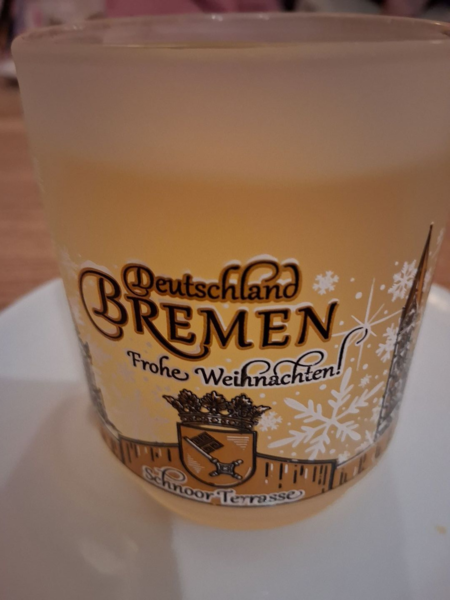 Deutschland
BREMEN
Frohe Weihnachten!
Schnoor Terrasse